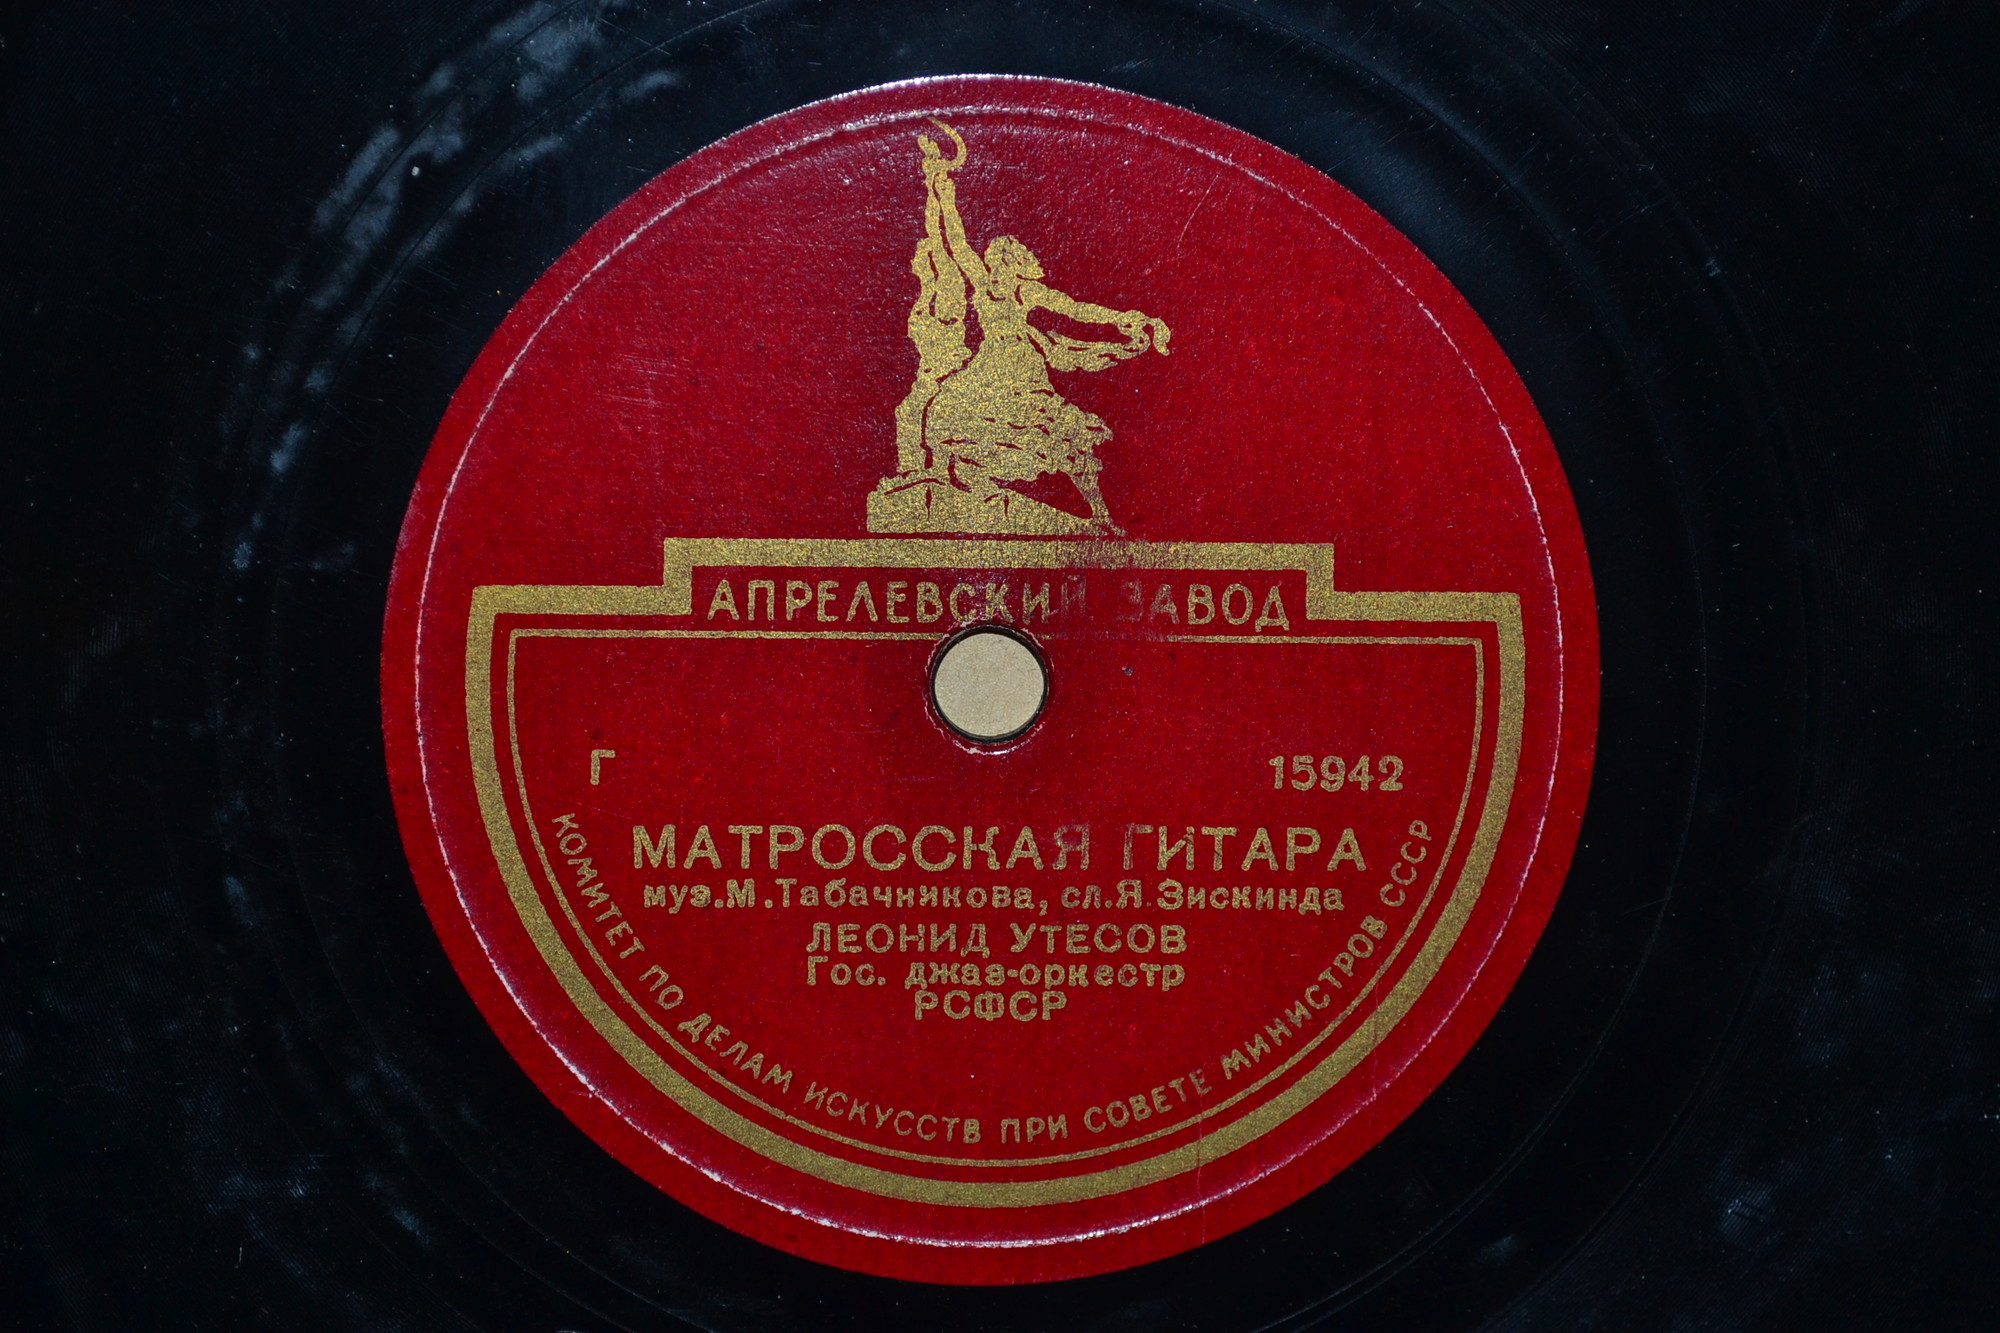 АПРЕЛЕВСКИЙ ЗАВОД
Г 15942
МАТРОССКАЯ ГИТАРА
муз.М.Табачникова, сл.Я.Зискинда
ЛЕОНИД УТЕСОВ
Гос. джаз-оркестр
РСФСР
КОМИТЕТ ПО ДЕЛАМ ИСКУССТВ ПРИ СОВЕТЕ МИНИСТРОВ СССР